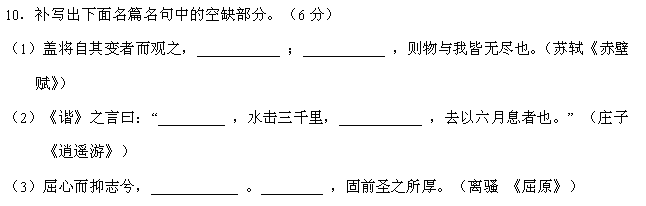 10．补写出下面名篇名句中的空缺部分。（6 分）
（1）盖将自其变者而观之，__________ ；__________ ，则物与我皆无尽也。（苏轼《赤壁
赋》）
（2）《谐》之言曰：“________ ，水击三千里，__________ ，去以六月息者也。” （庄子
《逍遥游》）
（3）屈心而抑志兮，__________ 。________ ，固前圣之所厚。（离骚 《屈原》）